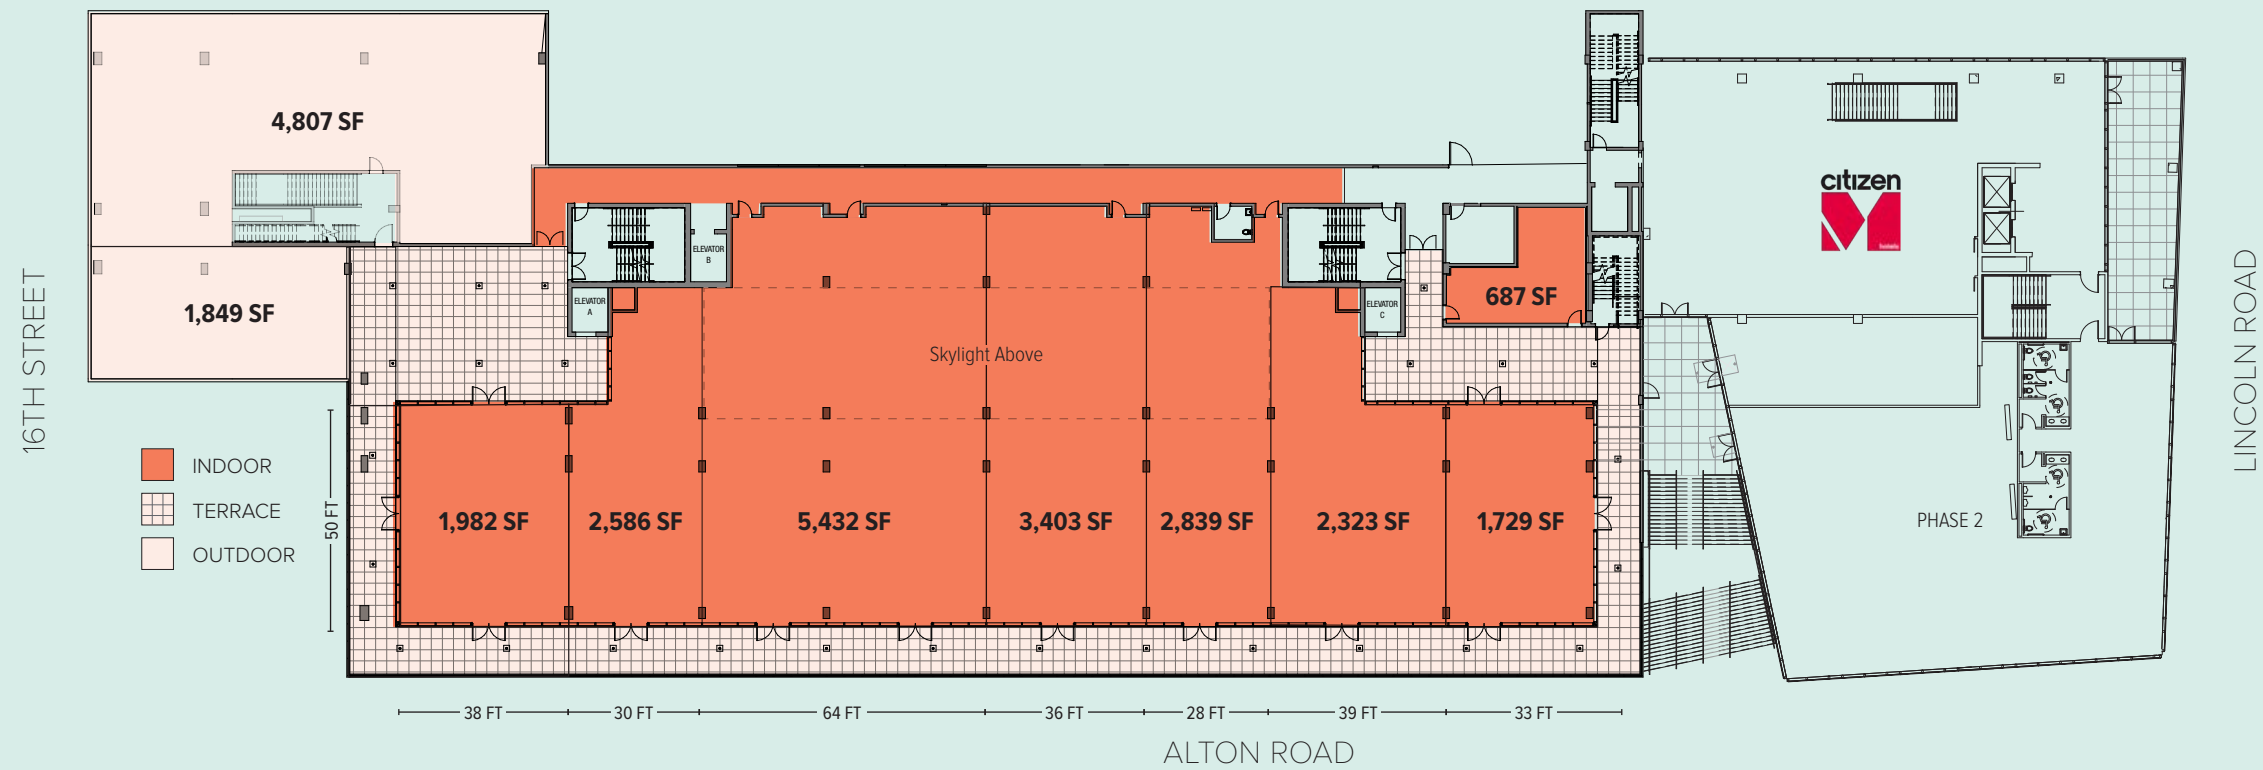 4,807 SF
1,849 SF
16TH STREET
INDOOR
TERRACE
OUTDOOR
50 FT
ELEVATOR
A
ELEVATOR
B
ELEVATOR
C
Skylight Above
687 SF
1,982 SF
2,586 SF
5,432 SF
3,403 SF
2,839 SF
2,323 SF
1,729 SF
citizen
M
PHASE 2
LINCOLN ROAD
38 FT
30 FT
64 FT
36 FT
28 FT
39 FT
33 FT
ALTON ROAD